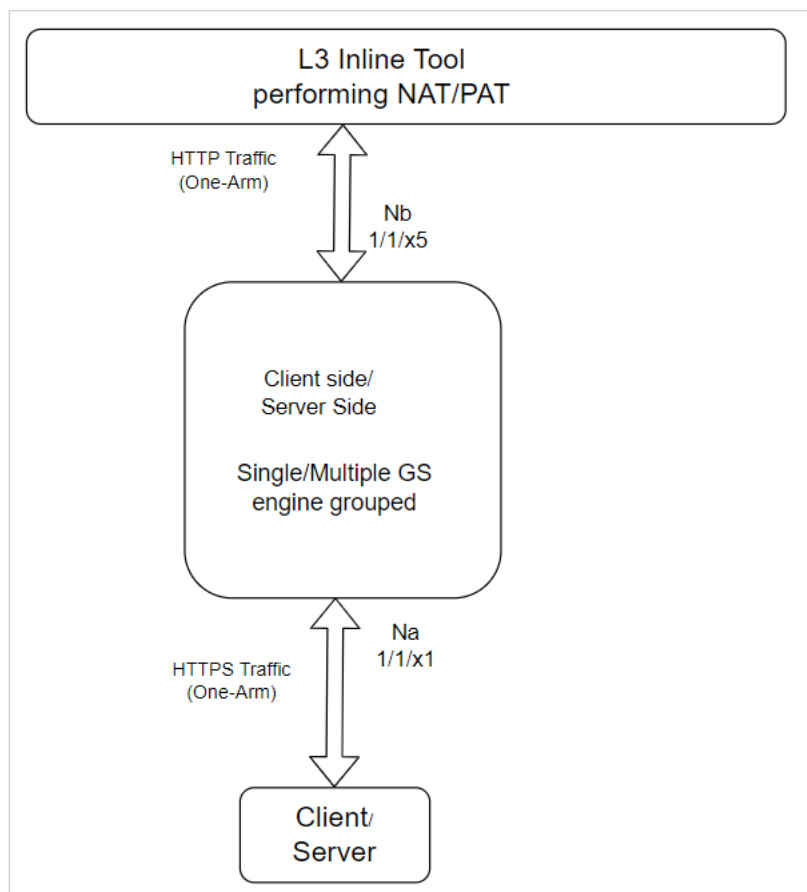 L3 Inline Tool
performing NAT/PAT
HTTP Traffic
(One-Arm)
Nb
1/1/x5
Client side/
Server Side
Single/Multiple GS
engine grouped
Na
1/1/x1
HTTPS Traffic
(One-Arm)
Client/
Server